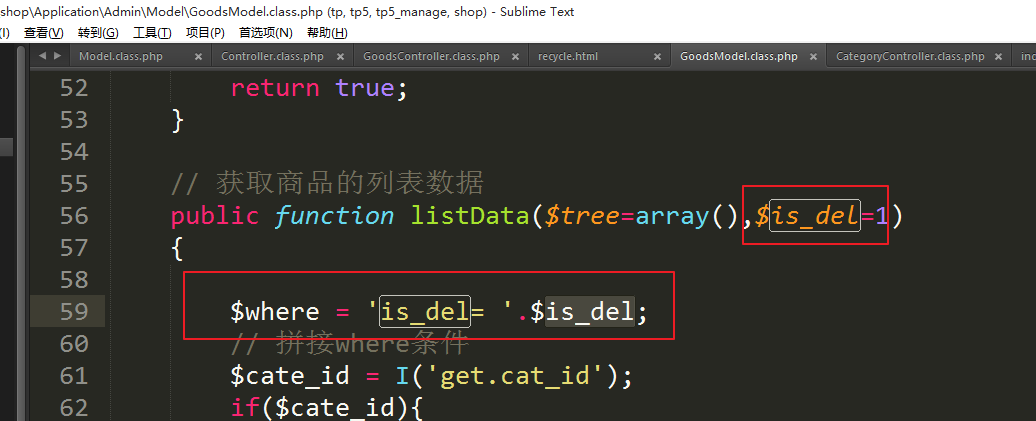 shop\Application\Admin\Model\GoodsModel.class.php (tp, tp5, tp5_manage, shop) - Sublime Text
(I) 查看(V) 转到(G) 工具(T) 项目(P) 首选项(N) 帮助(H)
Model.class.php × Controller.class.php × GoodsController.class.php × recycle.html × GoodsModel.class.php × CategoryController.class.php × inc
52 return true;
53 }
54
55 // 获取商品的列表数据
56 public function listData($tree=array(),$is_del=1)
57 {
58
59 $where = 'is_del= '.$is_del;
60 // 拼接where条件
61 $cate_id = I('get.cat_id');
62 if($cate_id){